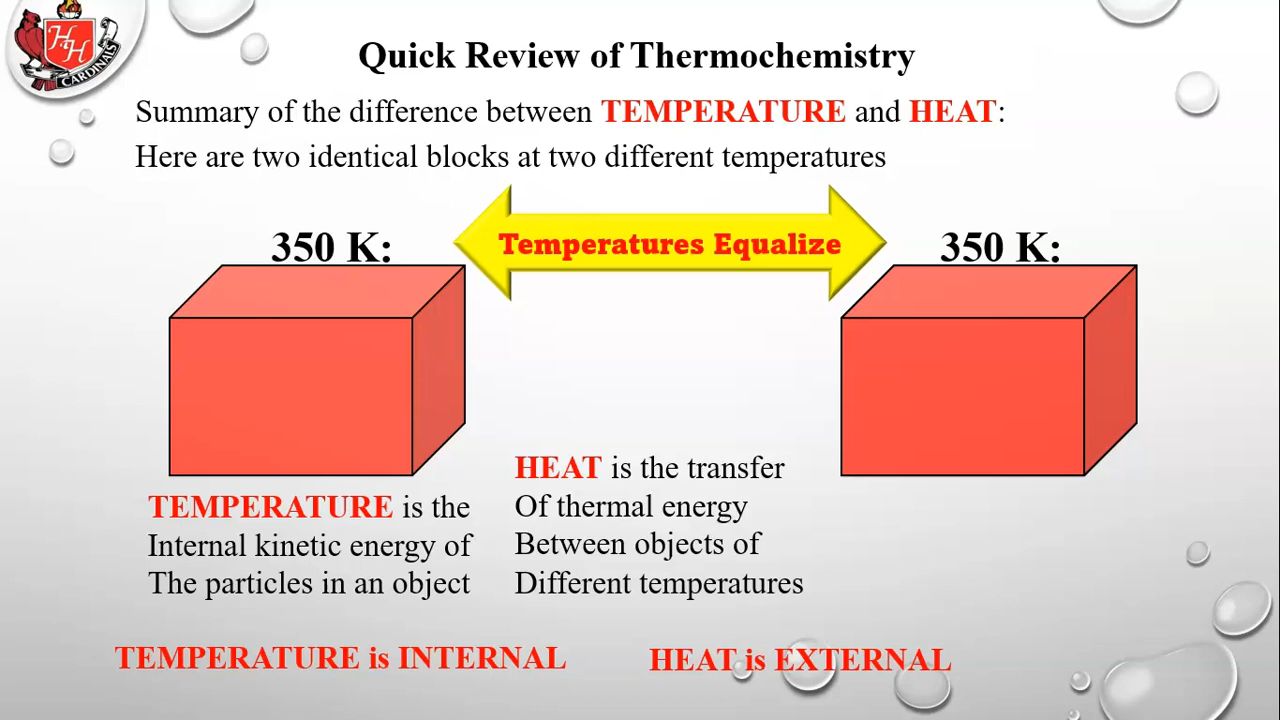 HH
CARDINALS
Quick Review of Thermochemistry
Summary of the difference between TEMPERATURE and HEAT:
Here are two identical blocks at two different temperatures
350 K:
Temperatures Equalize
350 K:
TEMPERATURE is the
Internal kinetic energy of
The particles in an object
HEAT is the transfer
Of thermal energy
Between objects of
Different temperatures
TEMPERATURE is INTERNAL
HEAT is EXTERNAL